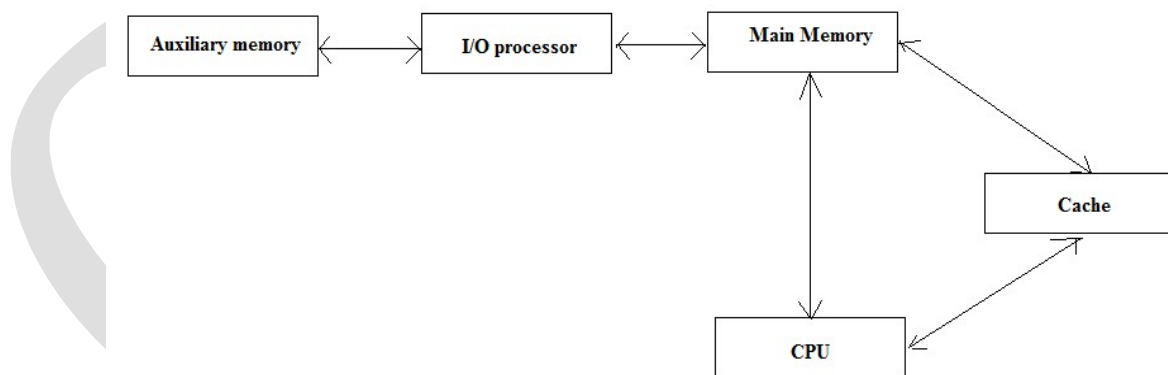 Auxiliary memory
I/O processor
Main Memory
Cache
CPU